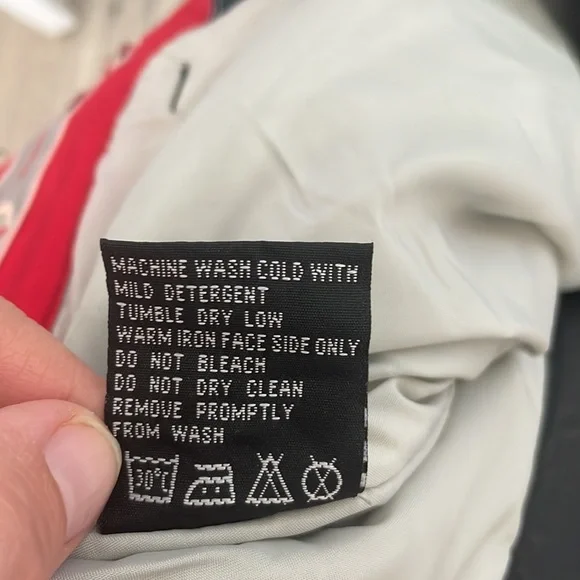 MACHINE WASH COLD WITH
MILD DETERGENT
TUMBLE DRY LOW
WARM IRON FACE SIDE ONLY
DO NOT BLEACH
DO NOT DRY CLEAN
REMOVE PROMPTLY
FROM WASH
30°C